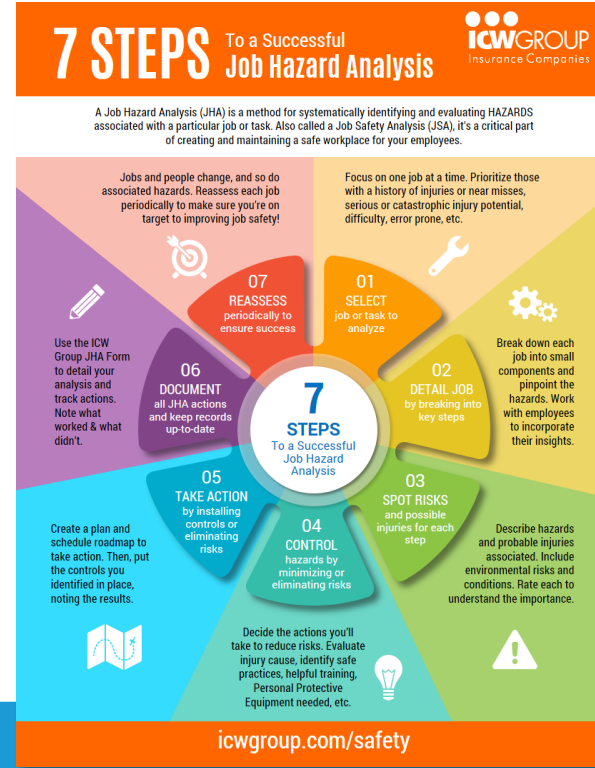 7 STEPS
To a Successful
Job Hazard Analysis
ICWGROUP
Insurance Companies
A Job Hazard Analysis (JHA) is a method for systematically identifying and evaluating HAZARDS
associated with a particular job or task. Also called a Job Safety Analysis (JSA), it's a critical part
of creating and maintaining a safe workplace for your employees.
Focus on one job at a time. Prioritize those
with a history of injuries or near misses,
serious or catastrophic injury potential,
difficulty, error prone, etc.
01
SELECT
job or task to
analyze
Break down each
job into small
components and
pinpoint the
hazards. Work
with employees
to incorporate
their insights.
02
DETAIL JOB
by breaking into
key steps
Describe hazards
and probable injuries
associated. Include
environmental risks and
conditions. Rate each to
understand the importance.
03
SPOT RISKS
and possible
injuries for each
step
04
CONTROL
hazards by
minimizing or
eliminating risks
Decide the actions you'll
take to reduce risks. Evaluate
injury cause, identify safe
practices, helpful training,
Personal Protective
Equipment needed, etc.
05
TAKE ACTION
by installing
controls or
eliminating
risks
Create a plan and
schedule roadmap to
take action. Then, put
the controls you
identified in place,
noting the results.
06
DOCUMENT
all JHA actions
and keep records
up-to-date
Use the ICW
Group JHA Form
to detail your
analysis and
track actions.
Note what
worked & what
didn't.
07
REASSESS
periodically to
ensure success
Jobs and people change, and so do
associated hazards. Reassess each job
periodically to make sure you're on
target to improving job safety!
7
STEPS
To a Successful
Job Hazard
Analysis
icwgroup.com/safety